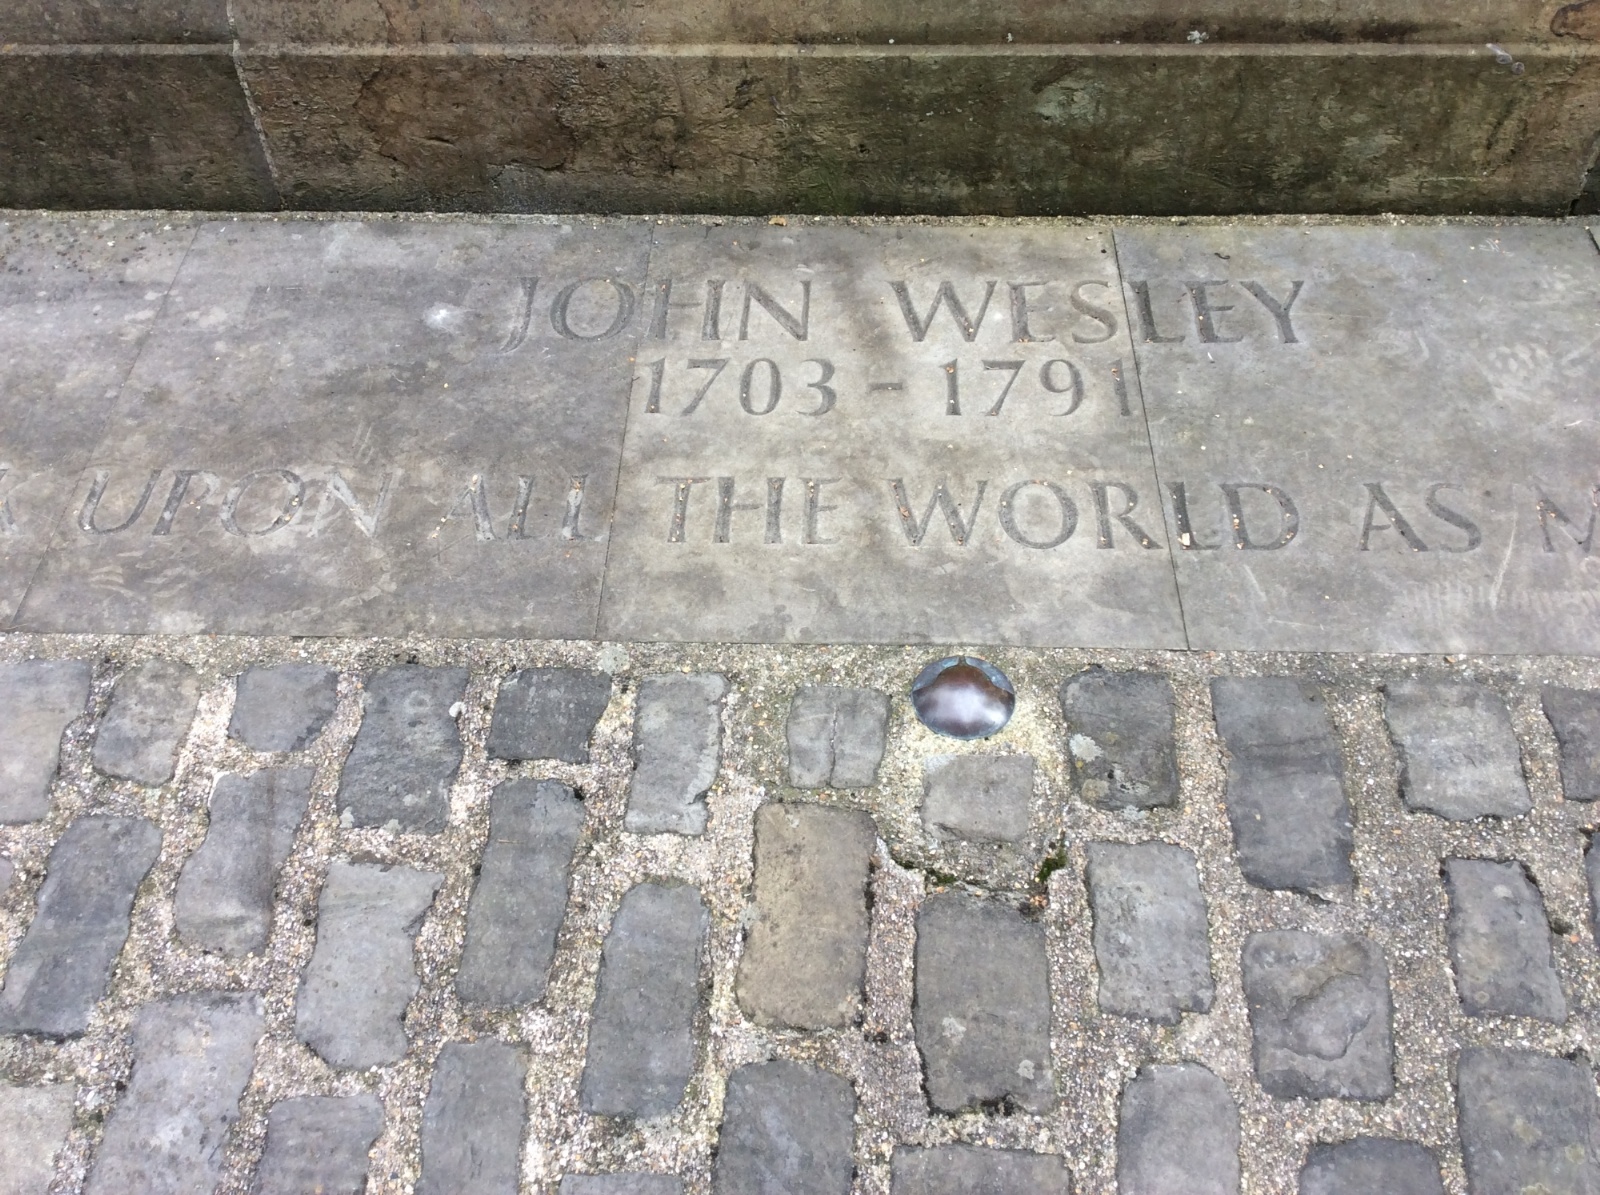 JOHN WESLEY
1703 - 1791
UPON ALL THE WORLD AS